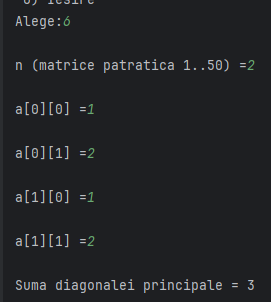 6) Iesire
Alege:6
n (matrice patratica 1..50) =2
a[0][0] =1
a[0][1] =2
a[1][0] =1
a[1][1] =2
Suma diagonalei principale = 3